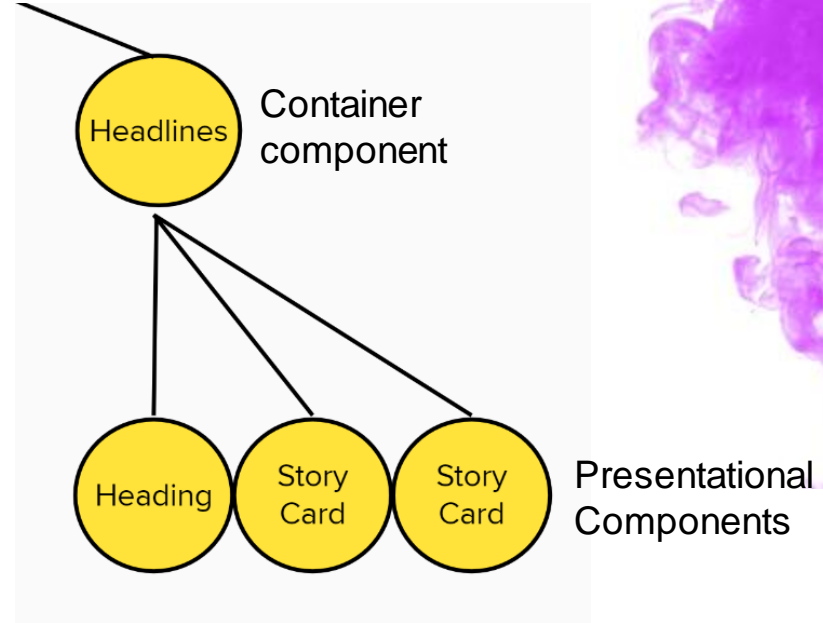 Headlines
Container
component
Heading
Story
Card
Story
Card
Presentational
Components